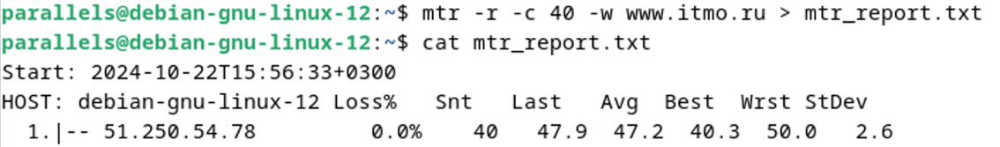 parallels@debian-gnu-linux-12:~$ mtr -r -c 40 -w www.itmo.ru > mtr_report.txt
parallels@debian-gnu-linux-12:~$ cat mtr_report.txt
Start: 2024-10-22T15:56:33+0300
HOST: debian-gnu-linux-12 Loss%   Snt   Last   Avg  Best  Wrst StDev
  1.|-- 51.250.54.78         0.0%    40   47.9  47.2  40.3  50.0   2.6